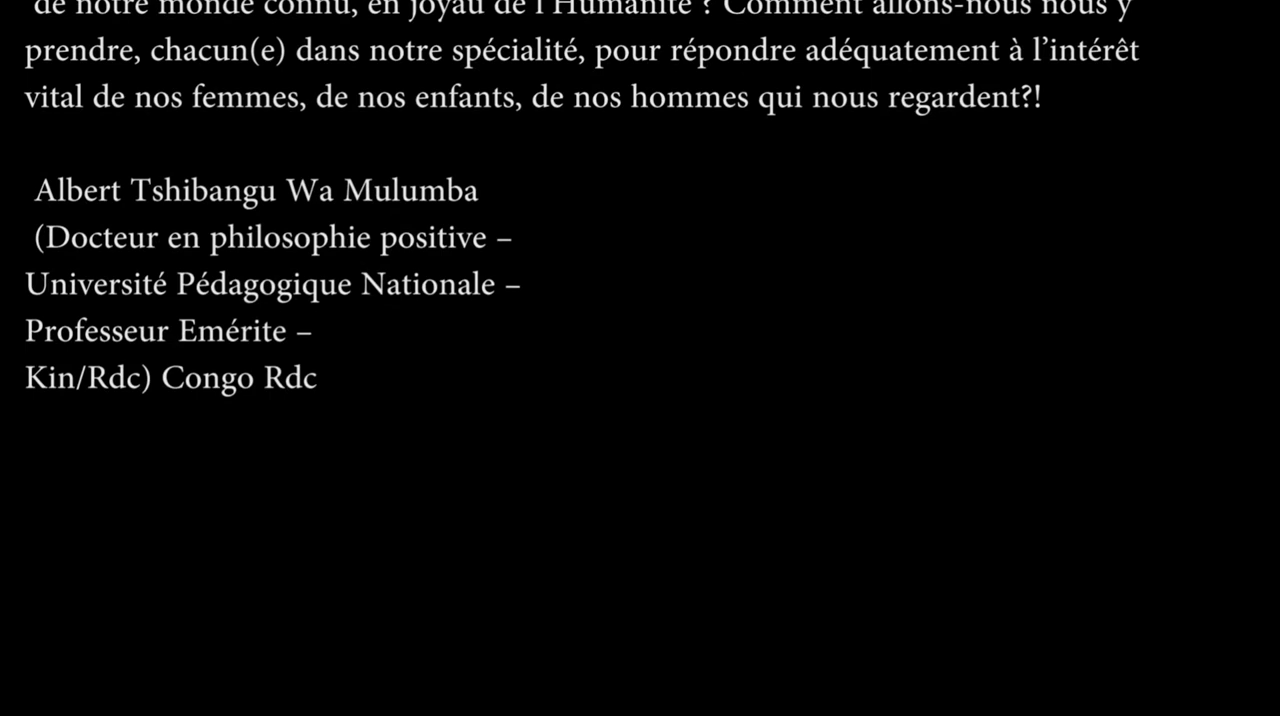 de notre monde connu, en joyau de l'Humanité ? Comment allons-nous nous y
prendre, chacun(e) dans notre spécialité, pour répondre adéquatement à l’intérêt
vital de nos femmes, de nos enfants, de nos hommes qui nous regardent?!
Albert Tshibangu Wa Mulumba
(Docteur en philosophie positive –
Université Pédagogique Nationale –
Professeur Emérite –
Kin/Rdc) Congo Rdc